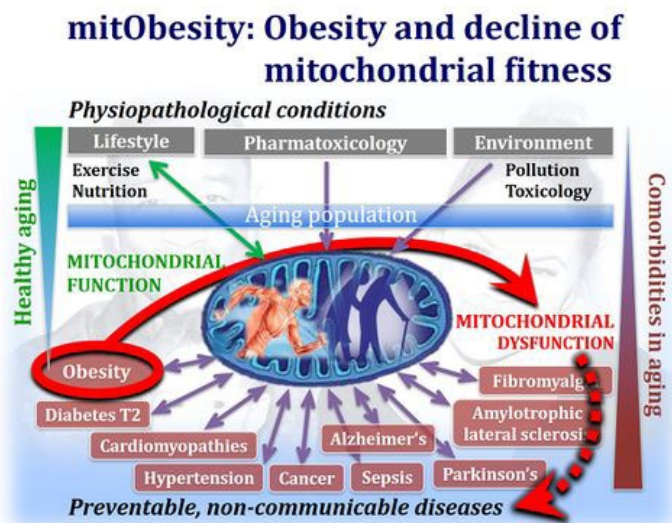 mitObesity: Obesity and decline of
mitochondrial fitness
Physiopathological conditions
Lifestyle
Pharmatoxicology
Environment
Exercise
Nutrition
Pollution
Toxicology
Aging population
Healthy aging
Comorbidities in aging
MITOCHONDRIAL
FUNCTION
MITOCHONDRIAL
DYSFUNCTION
Obesity
Fibromyalg
Diabetes T2
Amylotrophic
lateral sclerosis
Cardiomyopathies
Alzheimer's
Hypertension
Cancer
Sepsis
Parkinson's
Preventable, non-communicable diseases